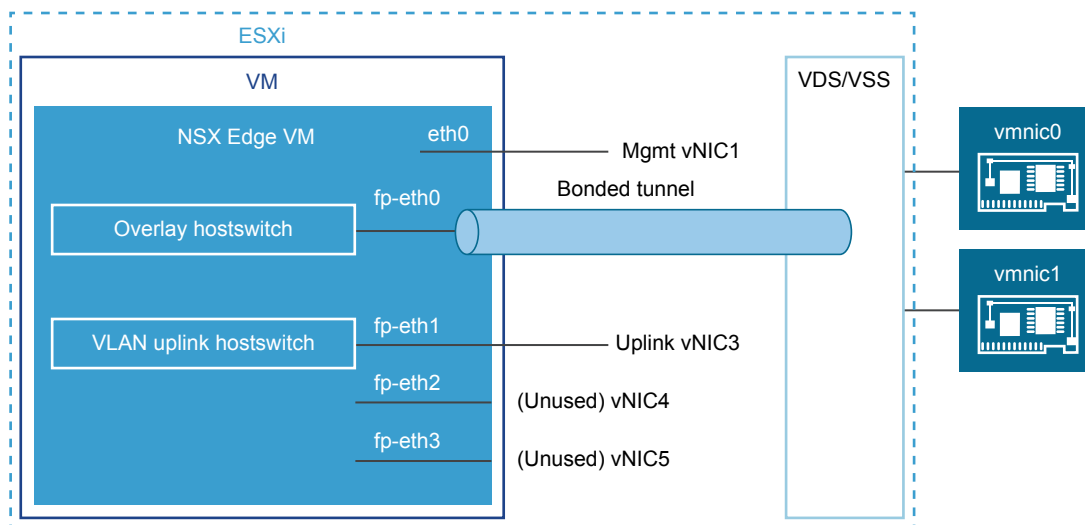 ESXi
VM
VDS/VSS
NSX Edge VM
eth0
Mgmt vNIC1
vmnic0
fp-eth0
Bonded tunnel
Overlay hostswitch
vmnic1
fp-eth1
VLAN uplink hostswitch
Uplink vNIC3
fp-eth2
(Unused) vNIC4
fp-eth3
(Unused) vNIC5